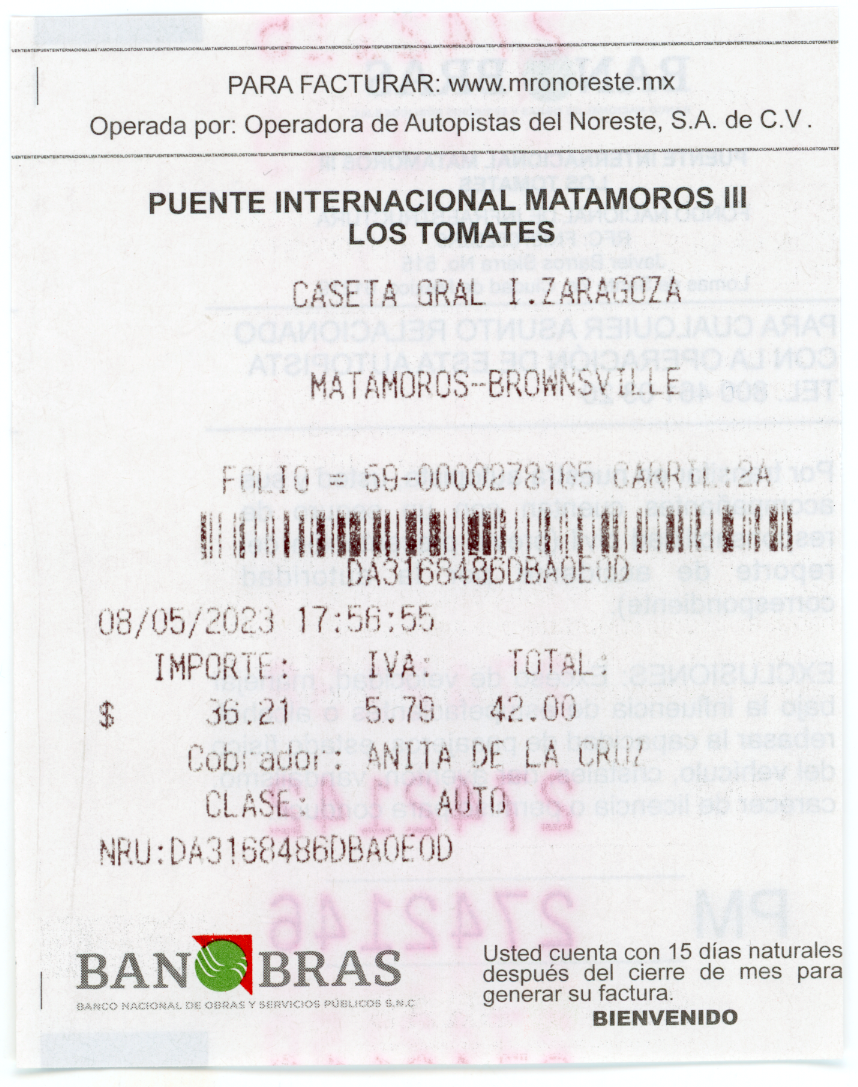 PARA FACTURAR: www.mronoreste.mx
Operada por: Operadora de Autopistas del Noreste, S.A. de C.V.
PUENTE INTERNACIONAL MATAMOROS III
LOS TOMATES
CASETA GRAL I.ZARAGOZA
MATAMOROS-BROWNSVILLE
FOLIO = 59-0000278165 CARRIL:2A
DA3168486DBA0E0D
08/05/2023 17:56:55
IMPORTE: IVA: TOTAL:
$ 36.21 5.79 42.00
Cobrador: ANITA DE LA CRUZ
CLASE: AUTO
NRU:DA3168486DBA0E0D
BANOBRAS
BANCO NACIONAL DE OBRAS Y SERVICIOS PÚBLICOS S.N.C
Usted cuenta con 15 días naturales
después del cierre de mes para
generar su factura.
BIENVENIDO